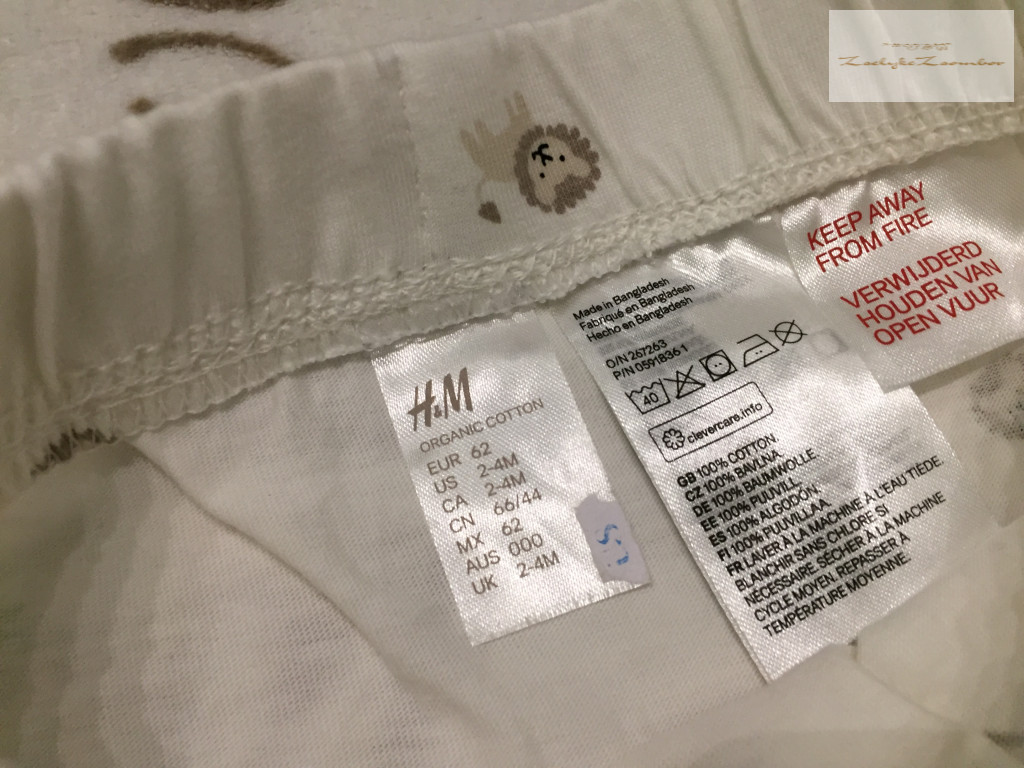 H&M
ORGANIC COTTON
EUR 62
US 2-4M
CA 2-4M
CN 66/44
MX 62
AUS 000
UK 2-4M
Made in Bangladesh
Fabriqué en Bangladesh
Hecho en Bangladesh
O/N 267263
P/N 0591836 1
40
clevercare.info
GB 100% COTTON.
CZ 100% BAVLNA.
DE 100% BAUMWOLLE.
EE 100% PUUVILL.
ES 100% ALGODÓN.
FI 100% PUUVILLAA.
FR LAVER À LA MACHINE À L'EAU TIÈDE.
BLANCHIR SANS CHLORE SI
NÉCESSAIRE. SÉCHER À LA MACHINE
CYCLE MOYEN. REPASSER À
TEMPÉRATURE MOYENNE.
KEEP AWAY
FROM FIRE
VERWIJDERD
HOUDEN VAN
OPEN VUUR